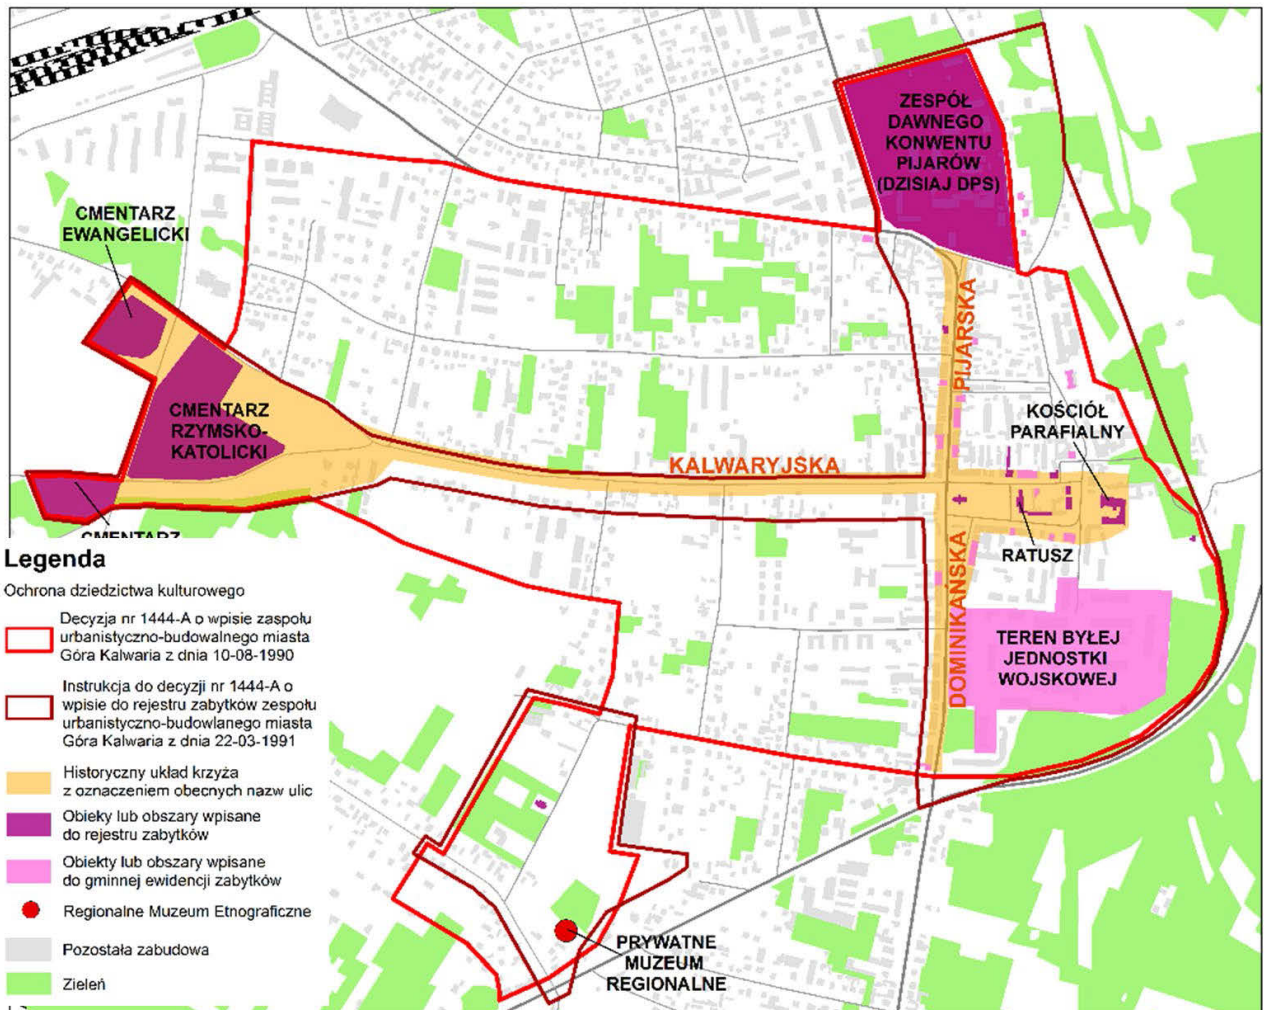 ZESPÓŁ
DAWNEGO
KONWENTU
PIJARÓW
(DZISIAJ DPS)
CMENTARZ
EWANGELICKI
PIJARSKA
CMENTARZ
RZYMSKO-
KATOLICKI
KOŚCIÓŁ
PARAFIALNY
KALWARYJSKA
RATUSZ
DOMINIKAŃSKA
CMENTARZ
TEREN BYŁEJ
JEDNOSTKI
WOJSKOWEJ
PRYWATNE
MUZEUM
REGIONALNE
Legenda
Ochrona dziedzictwa kulturowego
Decyzja nr 1444-A o wpisie zaspołu
urbanistyczno-budowalnego miasta
Góra Kalwaria z dnia 10-08-1990
Instrukcja do decyzji nr 1444-A o
wpisie do rejestru zabytków zespołu
urbanistyczno-budowlanego miasta
Góra Kalwaria z dnia 22-03-1991
Historyczny układ krzyża
z oznaczeniem obecnych nazw ulic
Obieky lub obszary wpisane
do rejestru zabytków
Obiekty lub obszary wpisane
do gminnej ewidencji zabytków
Regionalne Muzeum Etnograficzne
Pozostała zabudowa
Zieleń